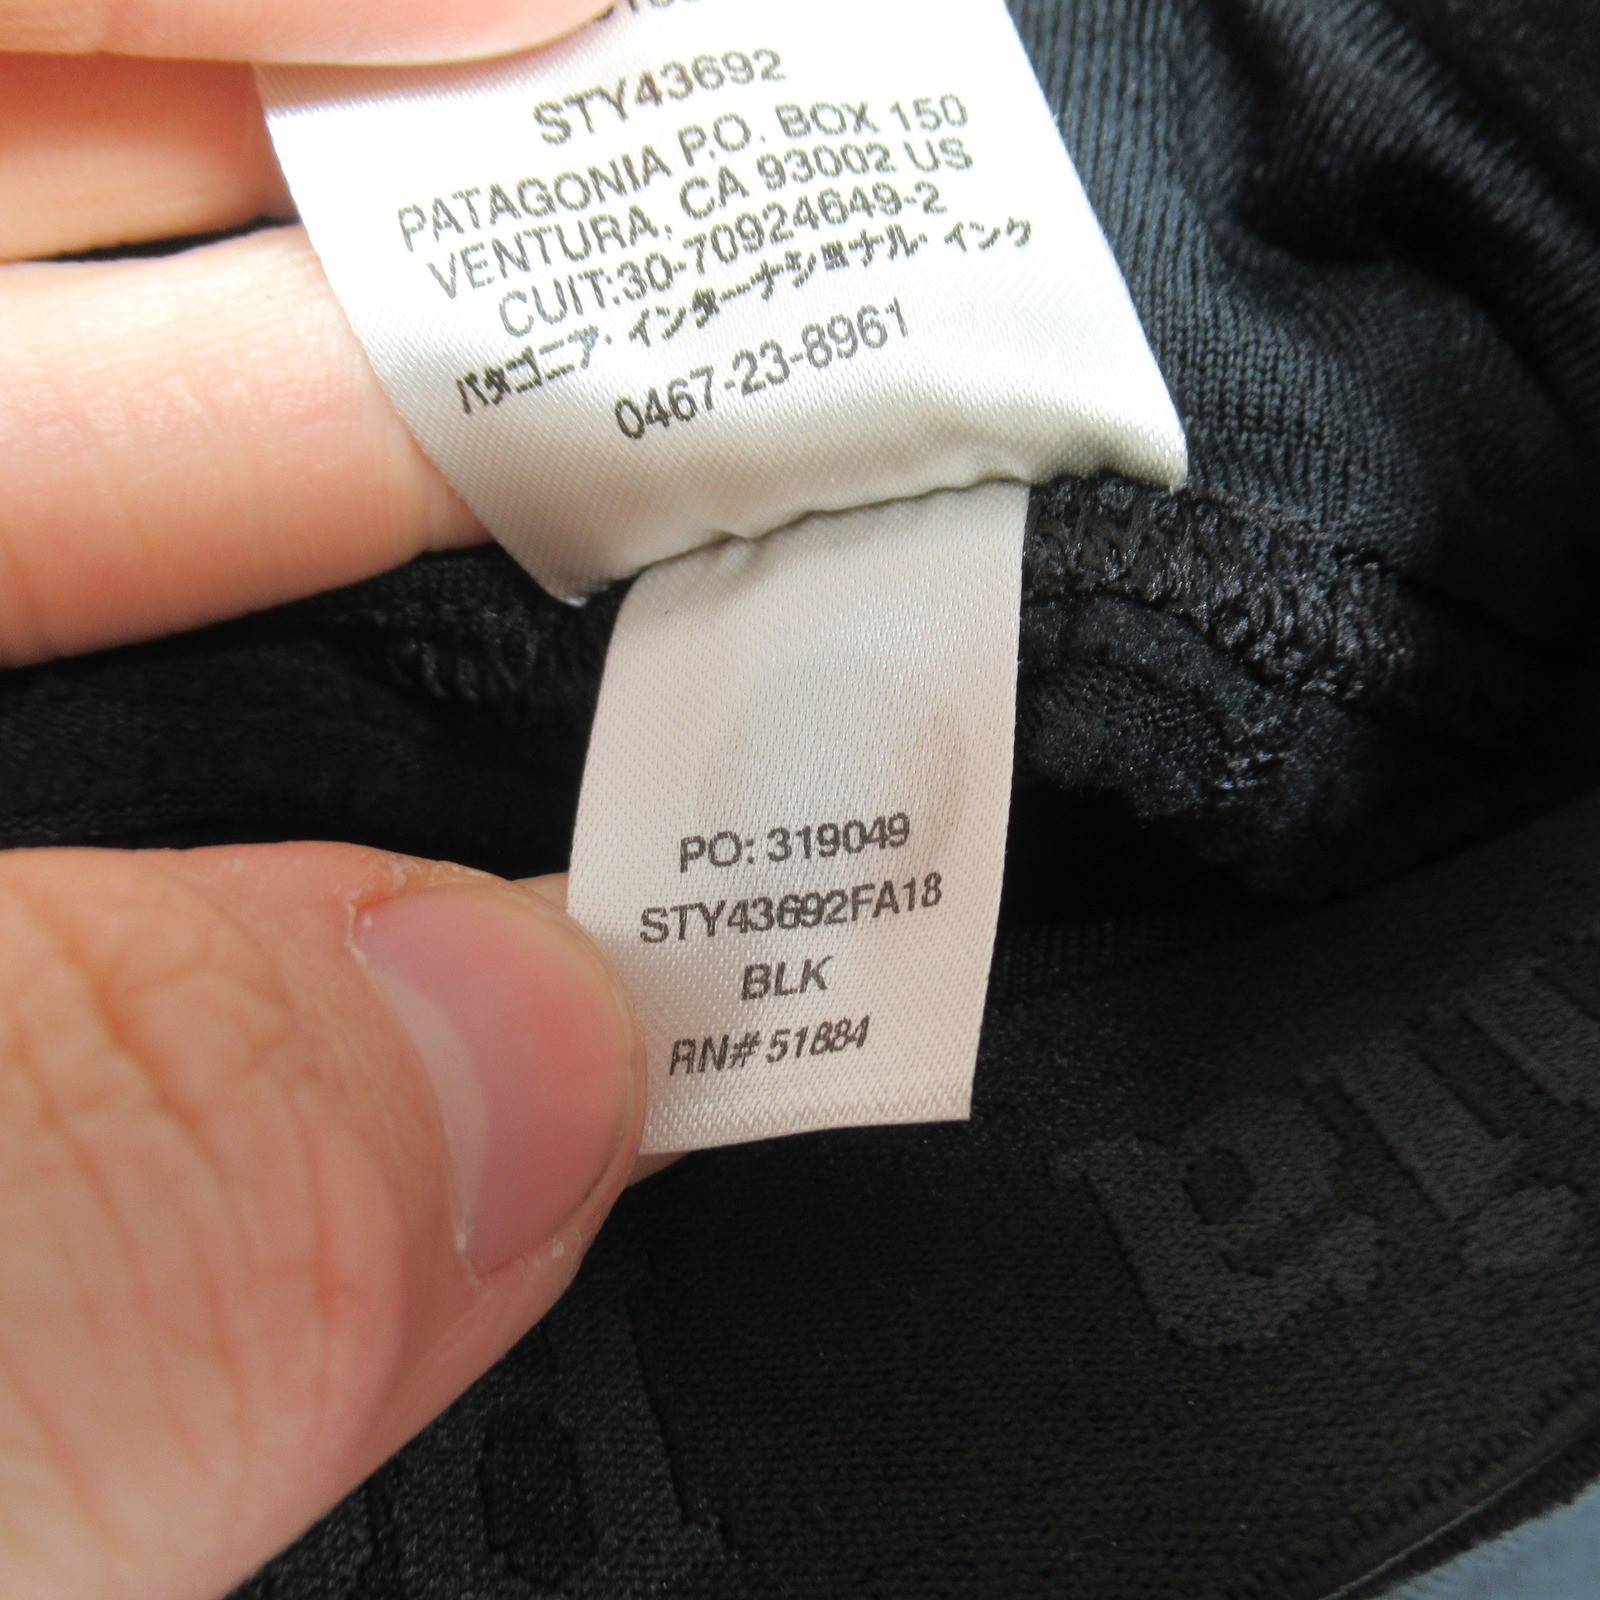 STY43692
PATAGONIA P.O. BOX 150
VENTURA, CA 93002 US
CUIT:30-70924649-2
パタゴニア・インターナショナル・インク
0467-23-8961
PO: 319049
STY43692FA18
BLK
RN# 51884